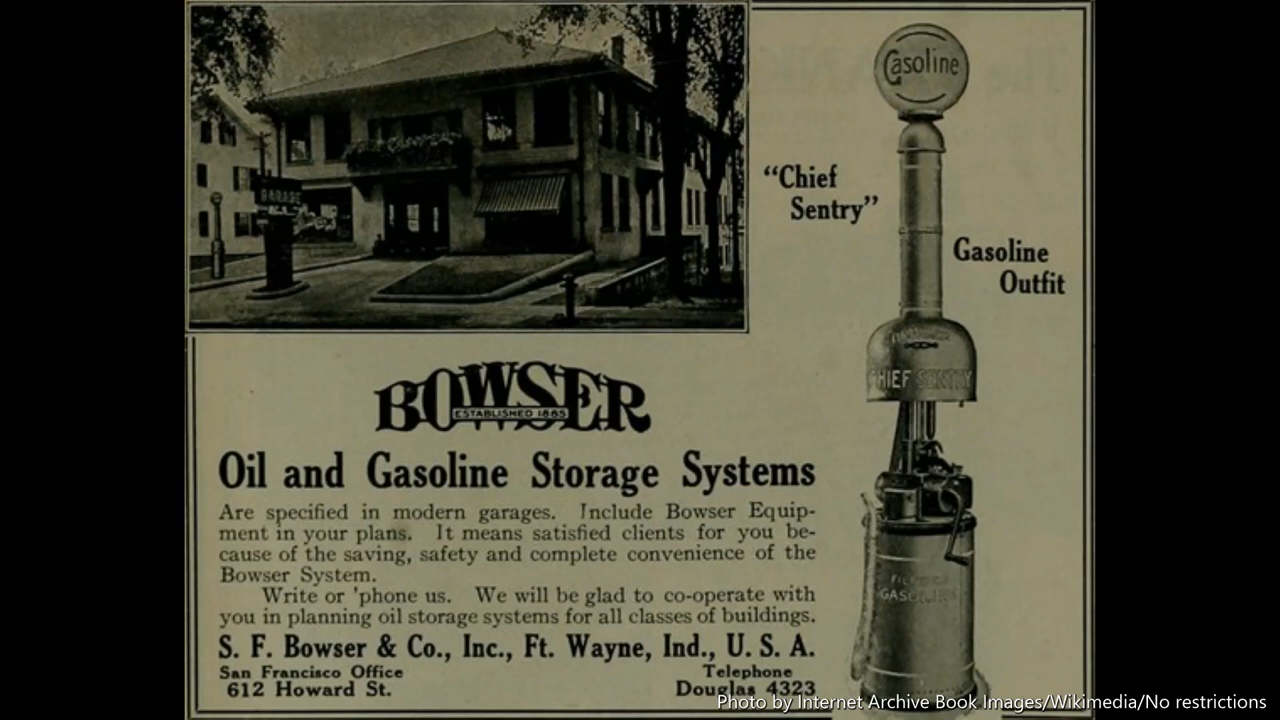 GARAGE
Gasoline
"Chief
Sentry"
Gasoline
Outfit
CHIEF SENTRY
FILTERED
GASOLINE
BOWSER
ESTABLISHED 1885
Oil and Gasoline Storage Systems
Are specified in modern garages. Include Bowser Equip-
ment in your plans. It means satisfied clients for you be-
cause of the saving, safety and complete convenience of the
Bowser System.
Write or 'phone us. We will be glad to co-operate with
you in planning oil storage systems for all classes of buildings.
S. F. Bowser & Co., Inc., Ft. Wayne, Ind., U. S. A.
San Francisco Office
612 Howard St.
Telephone
Douglas 4323
Photo by Internet Archive Book Images/Wikimedia/No restrictions